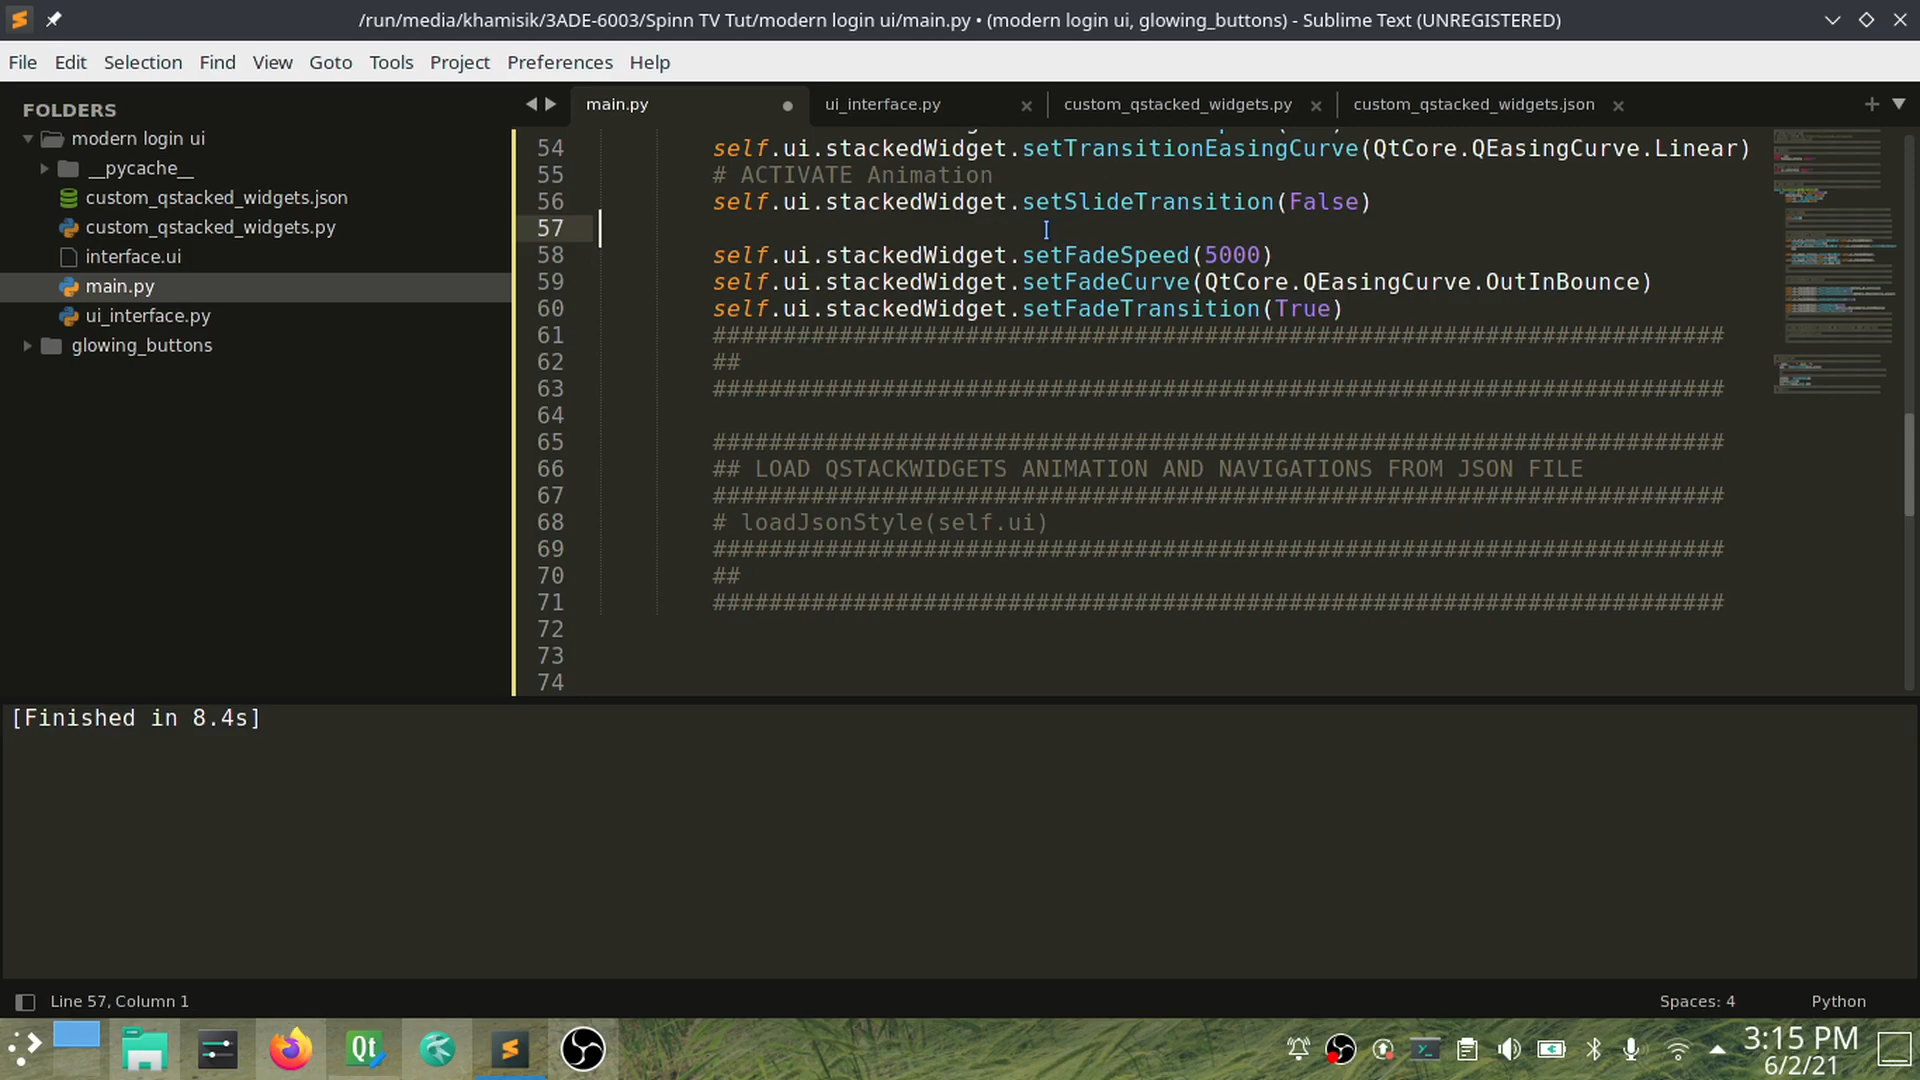 /run/media/khamisik/3ADE-6003/Spinn TV Tut/modern login ui/main.py • (modern login ui, glowing_buttons) - Sublime Text (UNREGISTERED)
File Edit Selection Find View Goto Tools Project Preferences Help
FOLDERS
modern login ui
__pycache__
custom_qstacked_widgets.json
custom_qstacked_widgets.py
interface.ui
main.py
ui_interface.py
glowing_buttons
main.py ui_interface.py custom_qstacked_widgets.py custom_qstacked_widgets.json
54 self.ui.stackedWidget.setTransitionEasingCurve(QtCore.QEasingCurve.Linear)
55 # ACTIVATE Animation
56 self.ui.stackedWidget.setSlideTransition(False)
57
58 self.ui.stackedWidget.setFadeSpeed(5000)
59 self.ui.stackedWidget.setFadeCurve(QtCore.QEasingCurve.OutInBounce)
60 self.ui.stackedWidget.setFadeTransition(True)
61 ########################################################################
62 ##
63 ########################################################################
64
65 ########################################################################
66 ## LOAD QSTACKWIDGETS ANIMATION AND NAVIGATIONS FROM JSON FILE
67 ########################################################################
68 # loadJsonStyle(self.ui)
69 ########################################################################
70 ##
71 ########################################################################
72
73
74
[Finished in 8.4s]
Line 57, Column 1
Spaces: 4
Python
Qt
3:15 PM
6/2/21